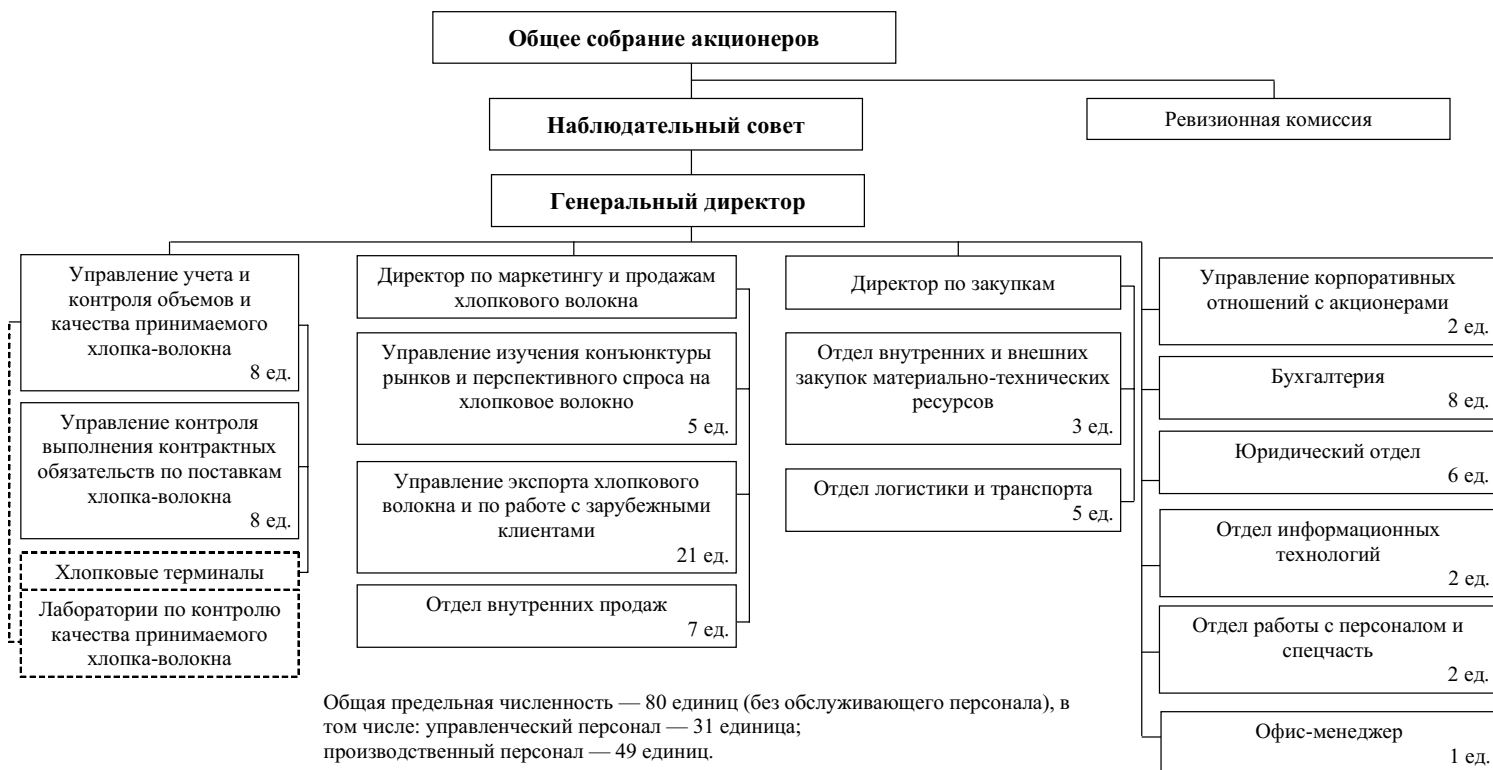 Общее собрание акционеров
Наблюдательный совет
Ревизионная комиссия
Генеральный директор
Управление учета и
контроля объемов и
качества принимаемого
хлопка-волокна
8 ед.
Управление контроля
выполнения контрактных
обязательств по поставкам
хлопка-волокна
8 ед.
Хлопковые терминалы
Лаборатории по контролю
качества принимаемого
хлопка-волокна
Директор по маркетингу и продажам
хлопкового волокна
Управление изучения конъюнктуры
рынков и перспективного спроса на
хлопковое волокно
5 ед.
Управление экспорта хлопкового
волокна и по работе с зарубежными
клиентами
21 ед.
Отдел внутренних продаж
7 ед.
Директор по закупкам
Отдел внутренних и внешних
закупок материально-технических
ресурсов
3 ед.
Отдел логистики и транспорта
5 ед.
Управление корпоративных
отношений с акционерами
2 ед.
Бухгалтерия
8 ед.
Юридический отдел
6 ед.
Отдел информационных
технологий
2 ед.
Отдел работы с персоналом и
спецчасть
2 ед.
Офис-менеджер
1 ед.
Общая предельная численность — 80 единиц (без обслуживающего персонала), в
том числе: управленческий персонал — 31 единица;
производственный персонал — 49 единиц.